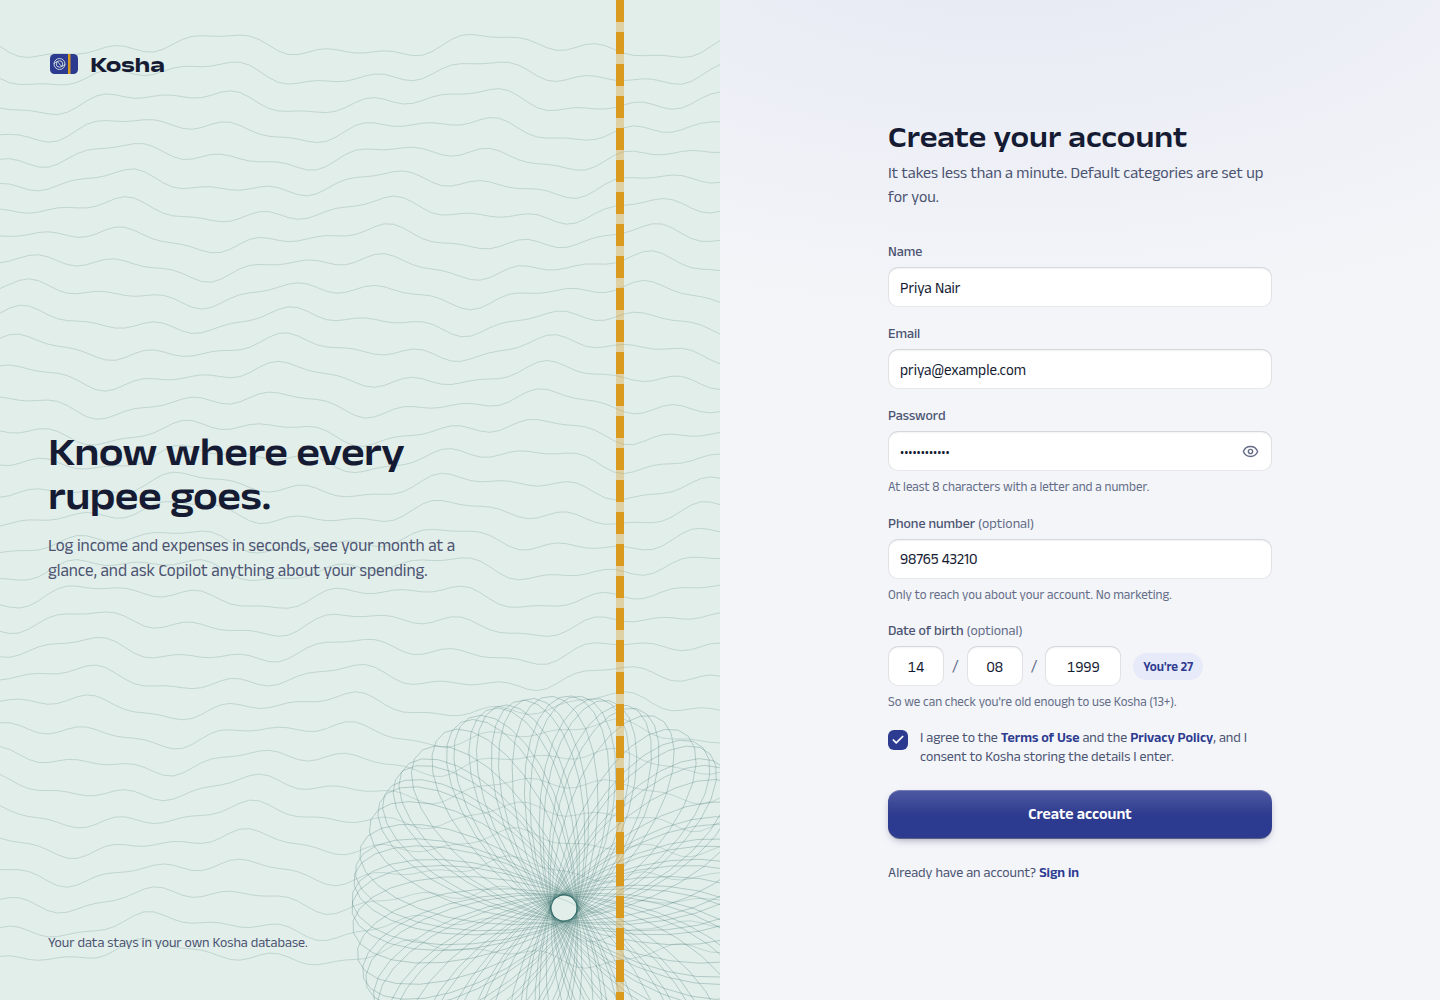 Kosha
Know where every
rupee goes.
Log income and expenses in seconds, see your month at a
glance, and ask Copilot anything about your spending.
Your data stays in your own Kosha database.
Create your account
It takes less than a minute. Default categories are set up
for you.
Name
Priya Nair
Email
priya@example.com
Password
••••••••••••
At least 8 characters with a letter and a number.
Phone number (optional)
98765 43210
Only to reach you about your account. No marketing.
Date of birth (optional)
14 / 08 / 1999 You're 27
So we can check you're old enough to use Kosha (13+).
I agree to the Terms of Use and the Privacy Policy, and I
consent to Kosha storing the details I enter.
Create account
Already have an account? Sign in